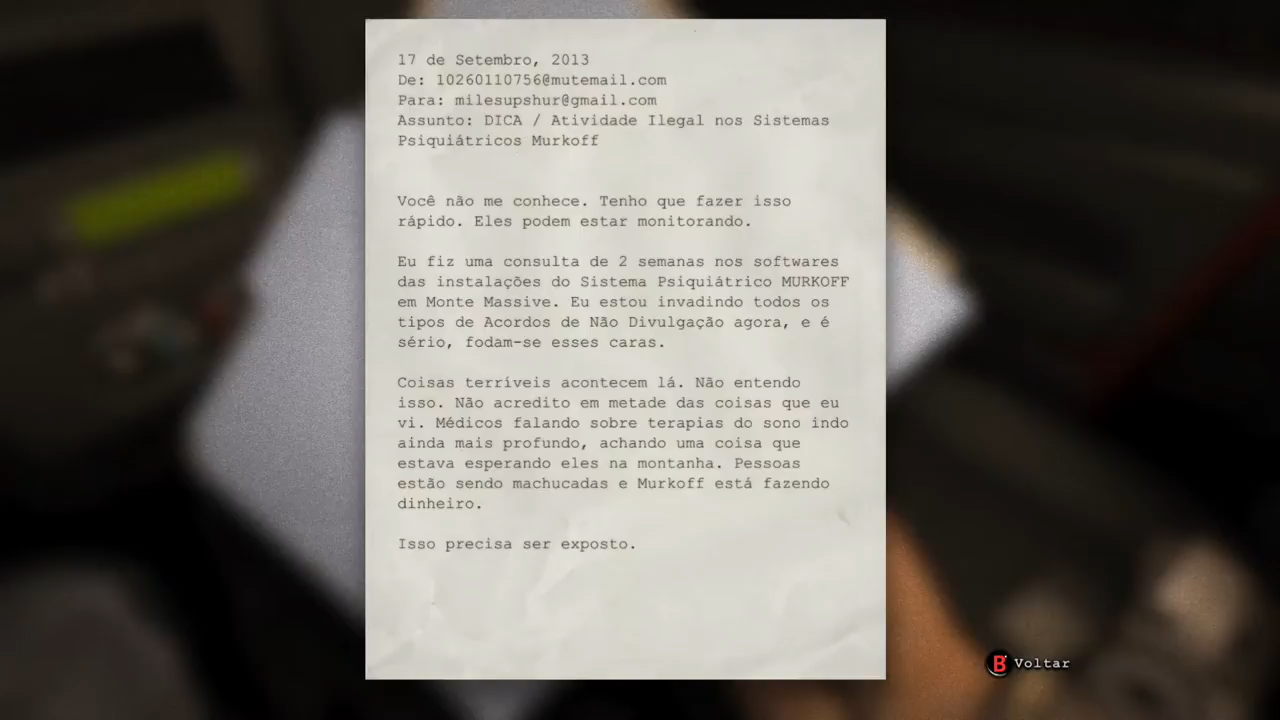 17 de Setembro, 2013
De: 10260110756@mutemail.com
Para: milesupshur@gmail.com
Assunto: DICA / Atividade Ilegal nos Sistemas
Psiquiátricos Murkoff
Você não me conhece. Tenho que fazer isso
rápido. Eles podem estar monitorando.
Eu fiz uma consulta de 2 semanas nos softwares
das instalações do Sistema Psiquiátrico MURKOFF
em Monte Massive. Eu estou invadindo todos os
tipos de Acordos de Não Divulgação agora, e é
sério, fodam-se esses caras.
Coisas terríveis acontecem lá. Não entendo
isso. Não acredito em metade das coisas que eu
vi. Médicos falando sobre terapias do sono indo
ainda mais profundo, achando uma coisa que
estava esperando eles na montanha. Pessoas
estão sendo machucadas e Murkoff está fazendo
dinheiro.
Isso precisa ser exposto.
B Voltar